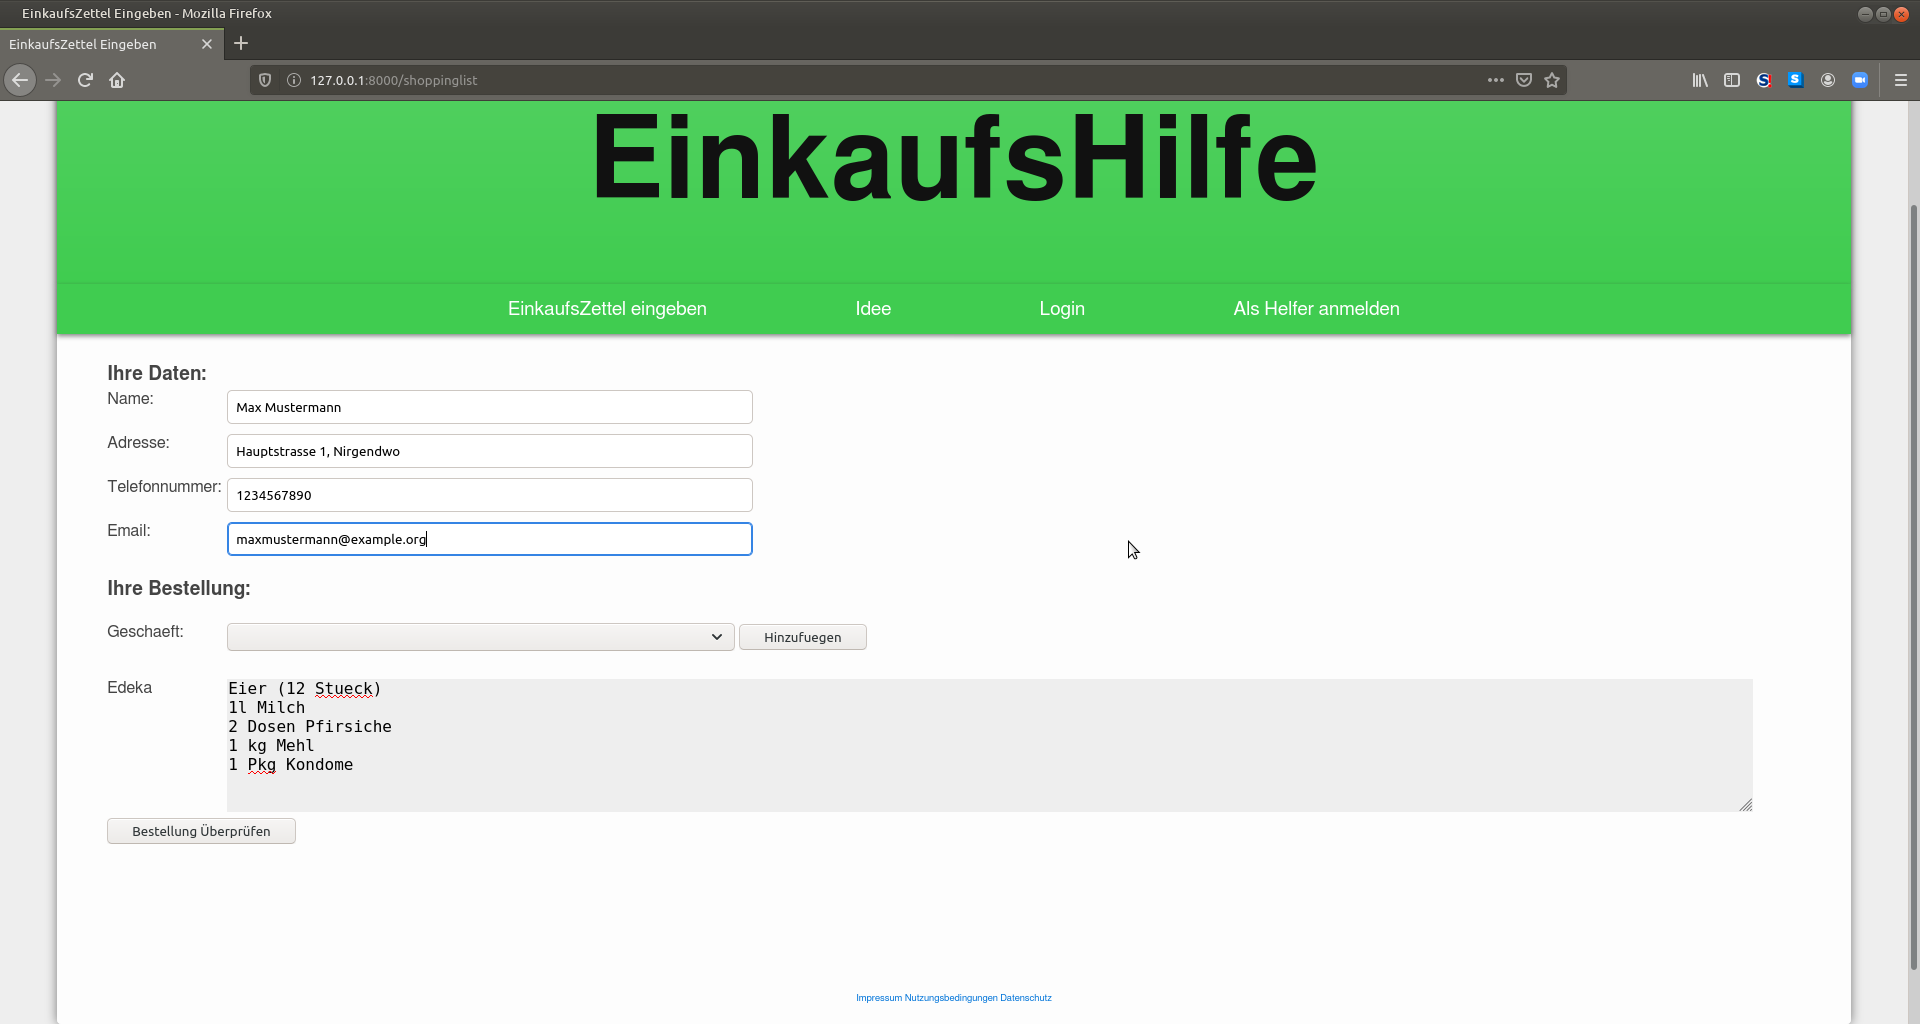 EinkaufsZettel Eingeben - Mozilla Firefox
EinkaufsZettel Eingeben
127.0.0.1:8000/shoppinglist
EinkaufsHilfe
EinkaufsZettel eingeben Idee Login Als Helfer anmelden
Ihre Daten:
Name: Max Mustermann
Adresse: Hauptstrasse 1, Nirgendwo
Telefonnummer: 1234567890
Email: maxmustermann@example.org
Ihre Bestellung:
Geschaeft: Hinzufuegen
Edeka Eier (12 Stueck)
1l Milch
2 Dosen Pfirsiche
1 kg Mehl
1 Pkg Kondome
Bestellung Überprüfen
Impressum Nutzungsbedingungen Datenschutz